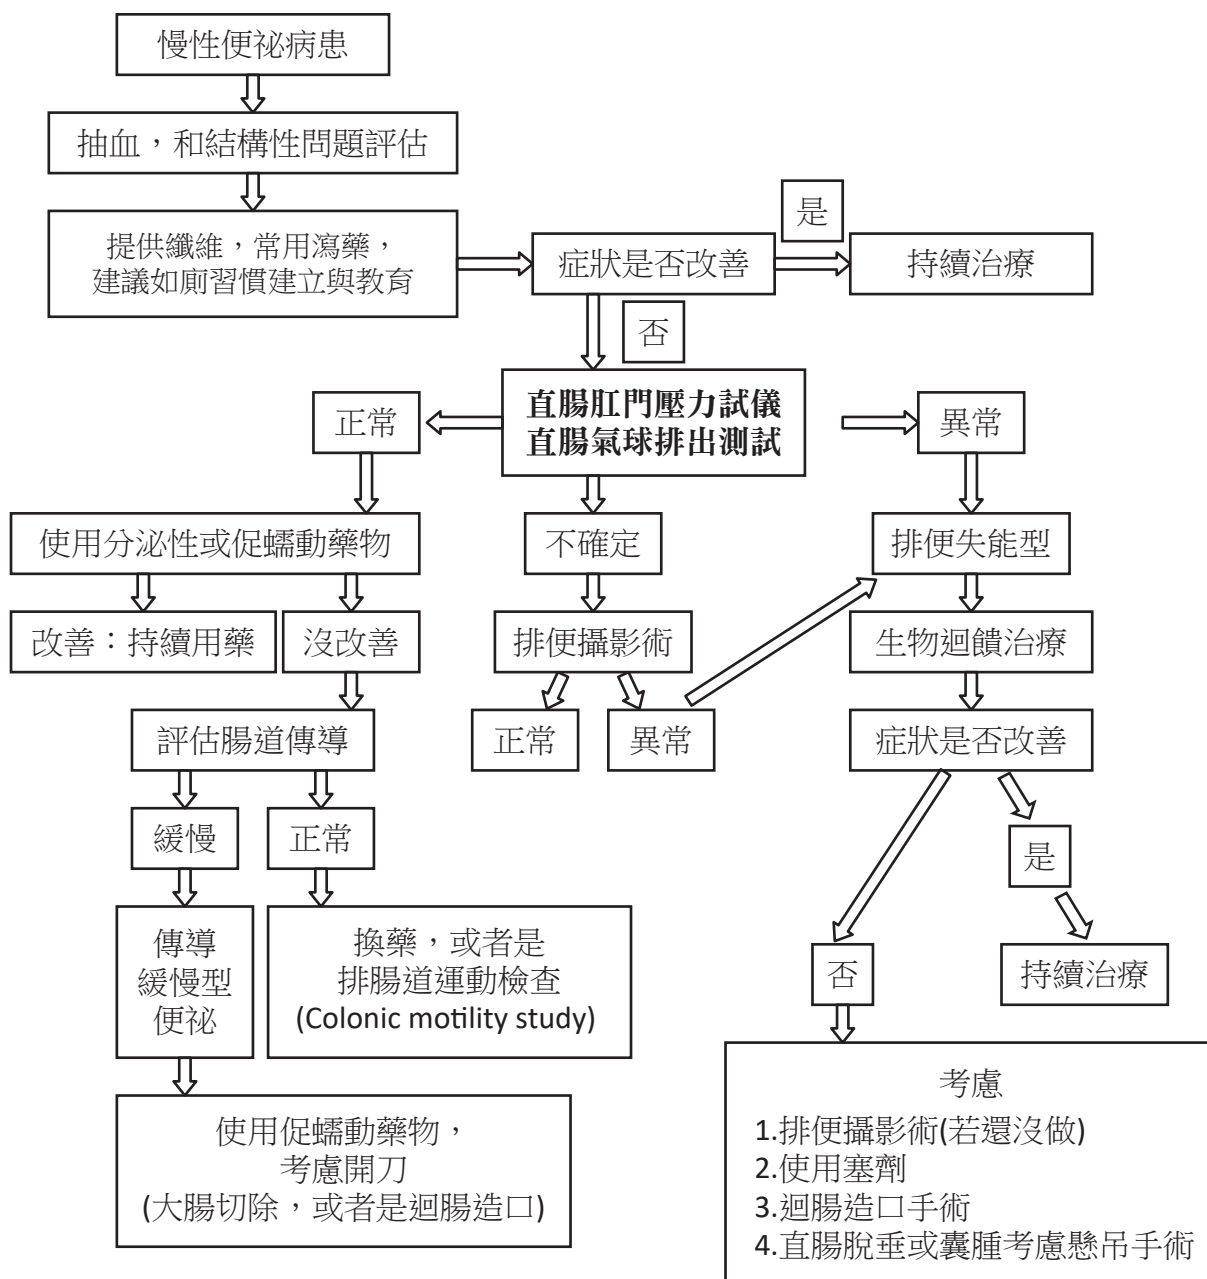 慢性便祕病患
抽血，和結構性問題評估
提供纖維，常用瀉藥，
建議如廁習慣建立與教育
症狀是否改善
是
持續治療
否
直腸肛門壓力試儀
直腸氣球排出測試
正常
異常
使用分泌性或促蠕動藥物
不確定
排便失能型
改善：持續用藥
沒改善
排便攝影術
生物迴饋治療
評估腸道傳導
正常
異常
症狀是否改善
緩慢
正常
是
傳導
緩慢型
便祕
換藥，或者是
排腸道運動檢查
(Colonic motility study)
否
持續治療
使用促蠕動藥物，
考慮開刀
(大腸切除，或者是迴腸造口)
考慮
1.排便攝影術(若還沒做)
2.使用塞劑
3.迴腸造口手術
4.直腸脫垂或囊腫考慮懸吊手術